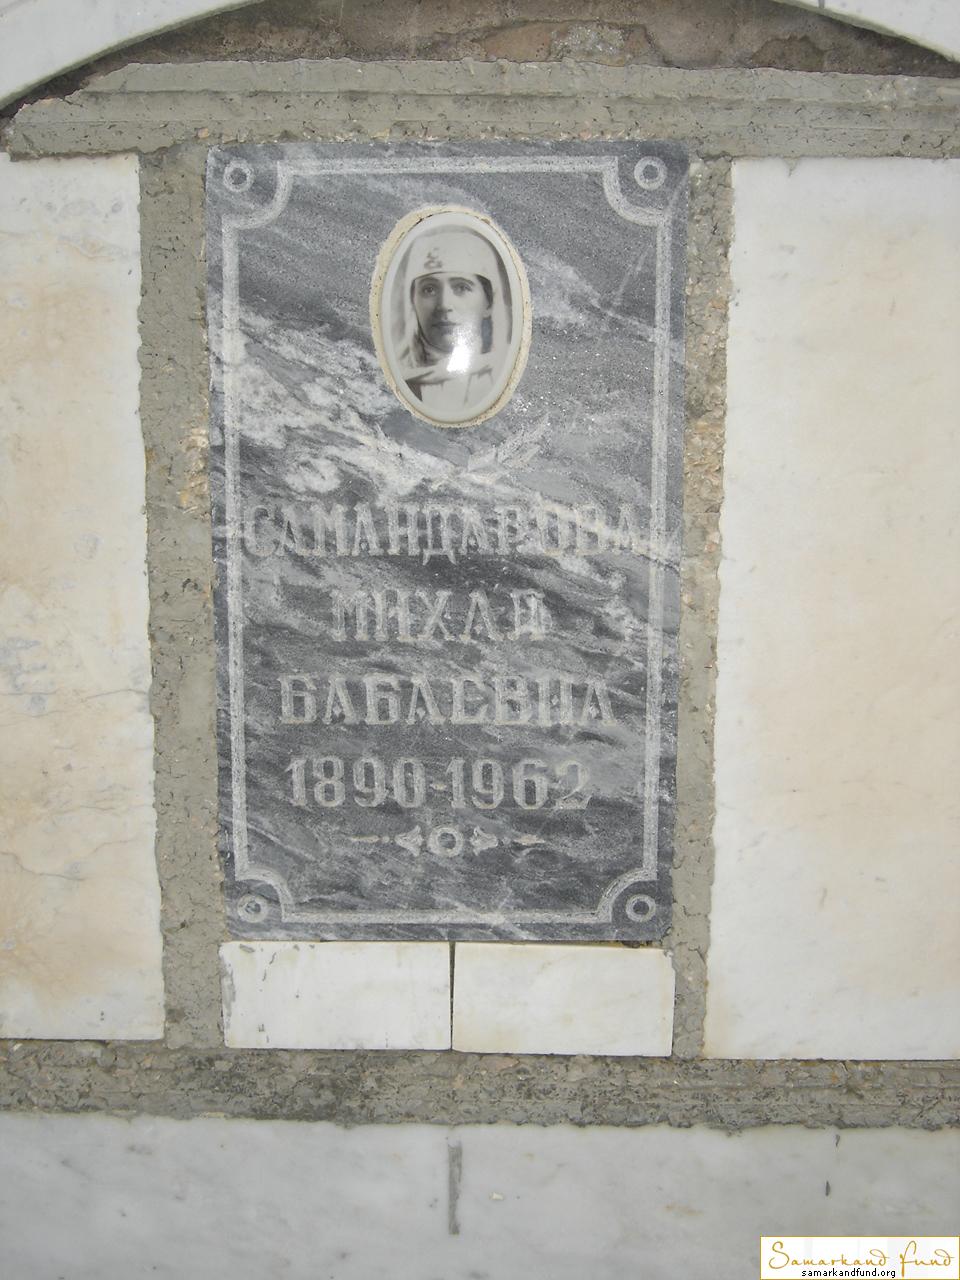 САМАНДАРОВА
МИХАЛ
БАБАЕВНА
1890-1962
Samarkand fund
samarkandfund.org